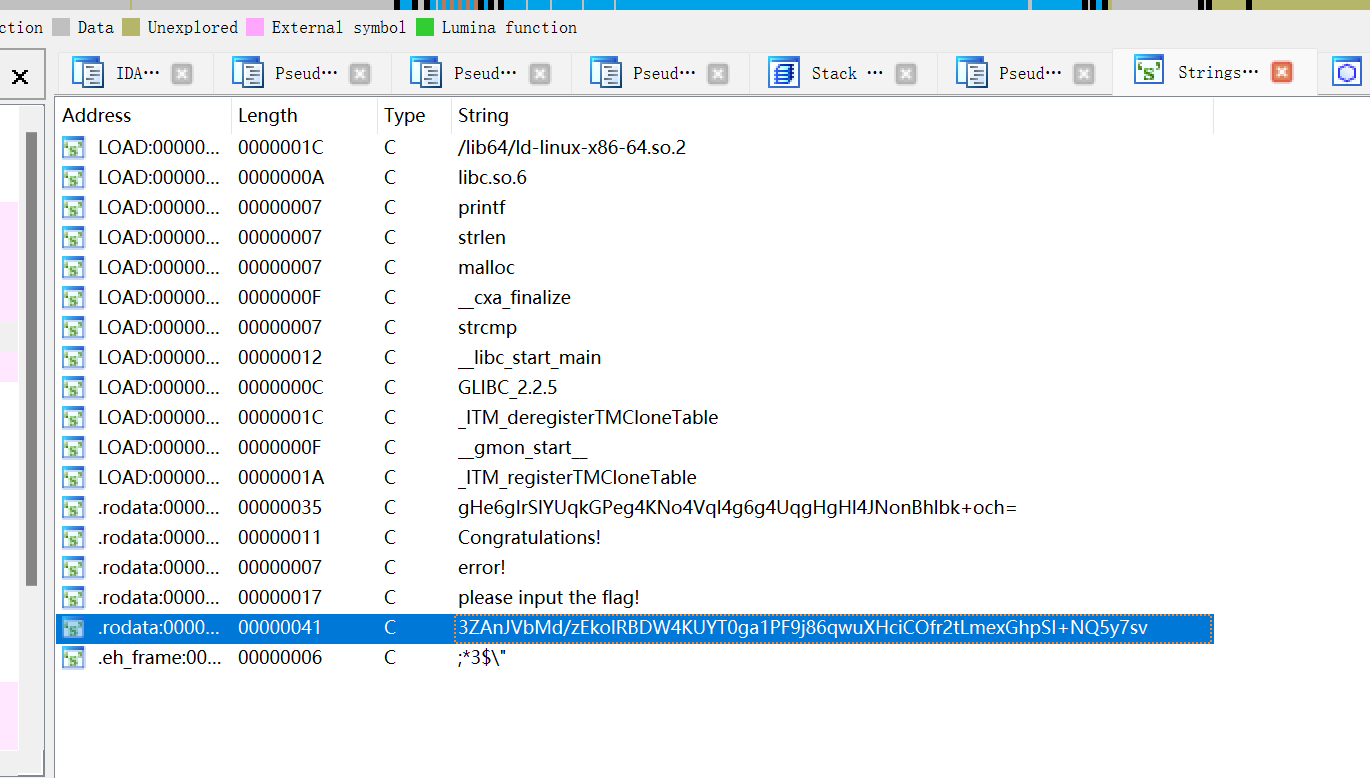 ction Data Unexplored External symbol Lumina function
IDA··· Pseud··· Pseud··· Pseud··· Stack ··· Pseud··· Strings···
Address Length Type String
LOAD:00000... 0000001C C /lib64/ld-linux-x86-64.so.2
LOAD:00000... 0000000A C libc.so.6
LOAD:00000... 00000007 C printf
LOAD:00000... 00000007 C strlen
LOAD:00000... 00000007 C malloc
LOAD:00000... 0000000F C __cxa_finalize
LOAD:00000... 00000007 C strcmp
LOAD:00000... 00000012 C __libc_start_main
LOAD:00000... 0000000C C GLIBC_2.2.5
LOAD:00000... 0000001C C _ITM_deregisterTMCloneTable
LOAD:00000... 0000000F C __gmon_start__
LOAD:00000... 0000001A C _ITM_registerTMCloneTable
.rodata:0000... 00000035 C gHe6glrSlYUqkGPeg4KNo4Vql4g6g4UqgHgHl4JNonBhlbk+och=
.rodata:0000... 00000011 C Congratulations!
.rodata:0000... 00000007 C error!
.rodata:0000... 00000017 C please input the flag!
.rodata:0000... 00000041 C 3ZAnJVbMd/zEkolRBDW4KUYT0ga1PF9j86qwuXHciCOfr2tLmexGhpSI+NQ5y7sv
.eh_frame:00... 00000006 C ;*3$\"